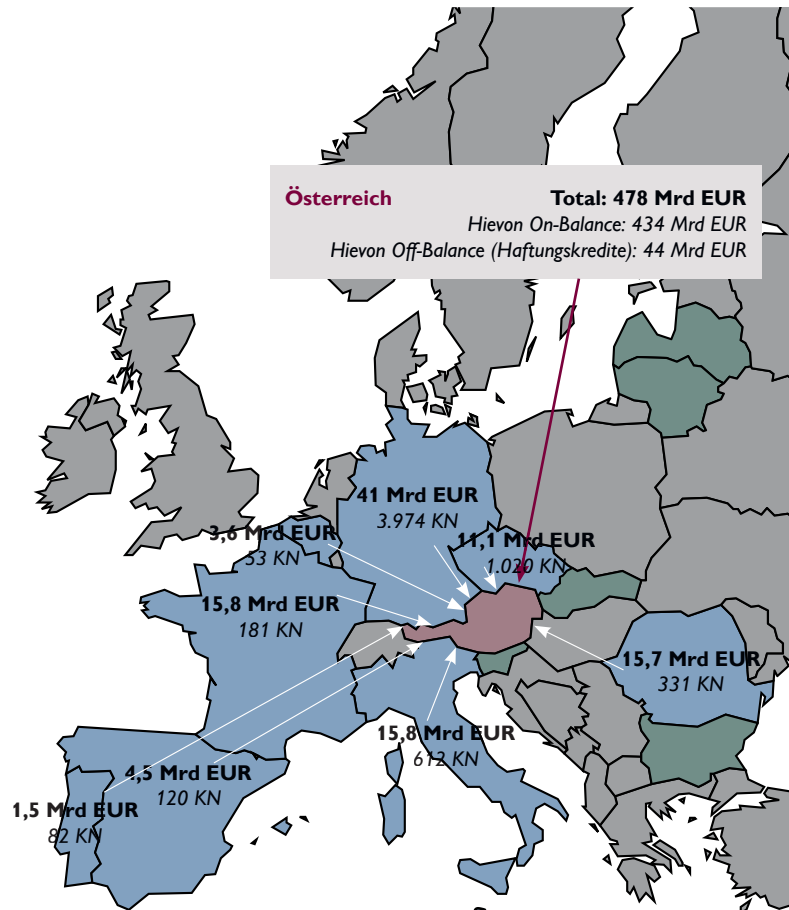 Österreich Total: 478 Mrd EUR
Hievon On-Balance: 434 Mrd EUR
Hievon Off-Balance (Haftungskredite): 44 Mrd EUR
41 Mrd EUR
3.974 KN
3,6 Mrd EUR
53 KN
11,1 Mrd EUR
1.020 KN
15,8 Mrd EUR
181 KN
15,7 Mrd EUR
331 KN
15,8 Mrd EUR
612 KN
4,5 Mrd EUR
120 KN
1,5 Mrd EUR
82 KN